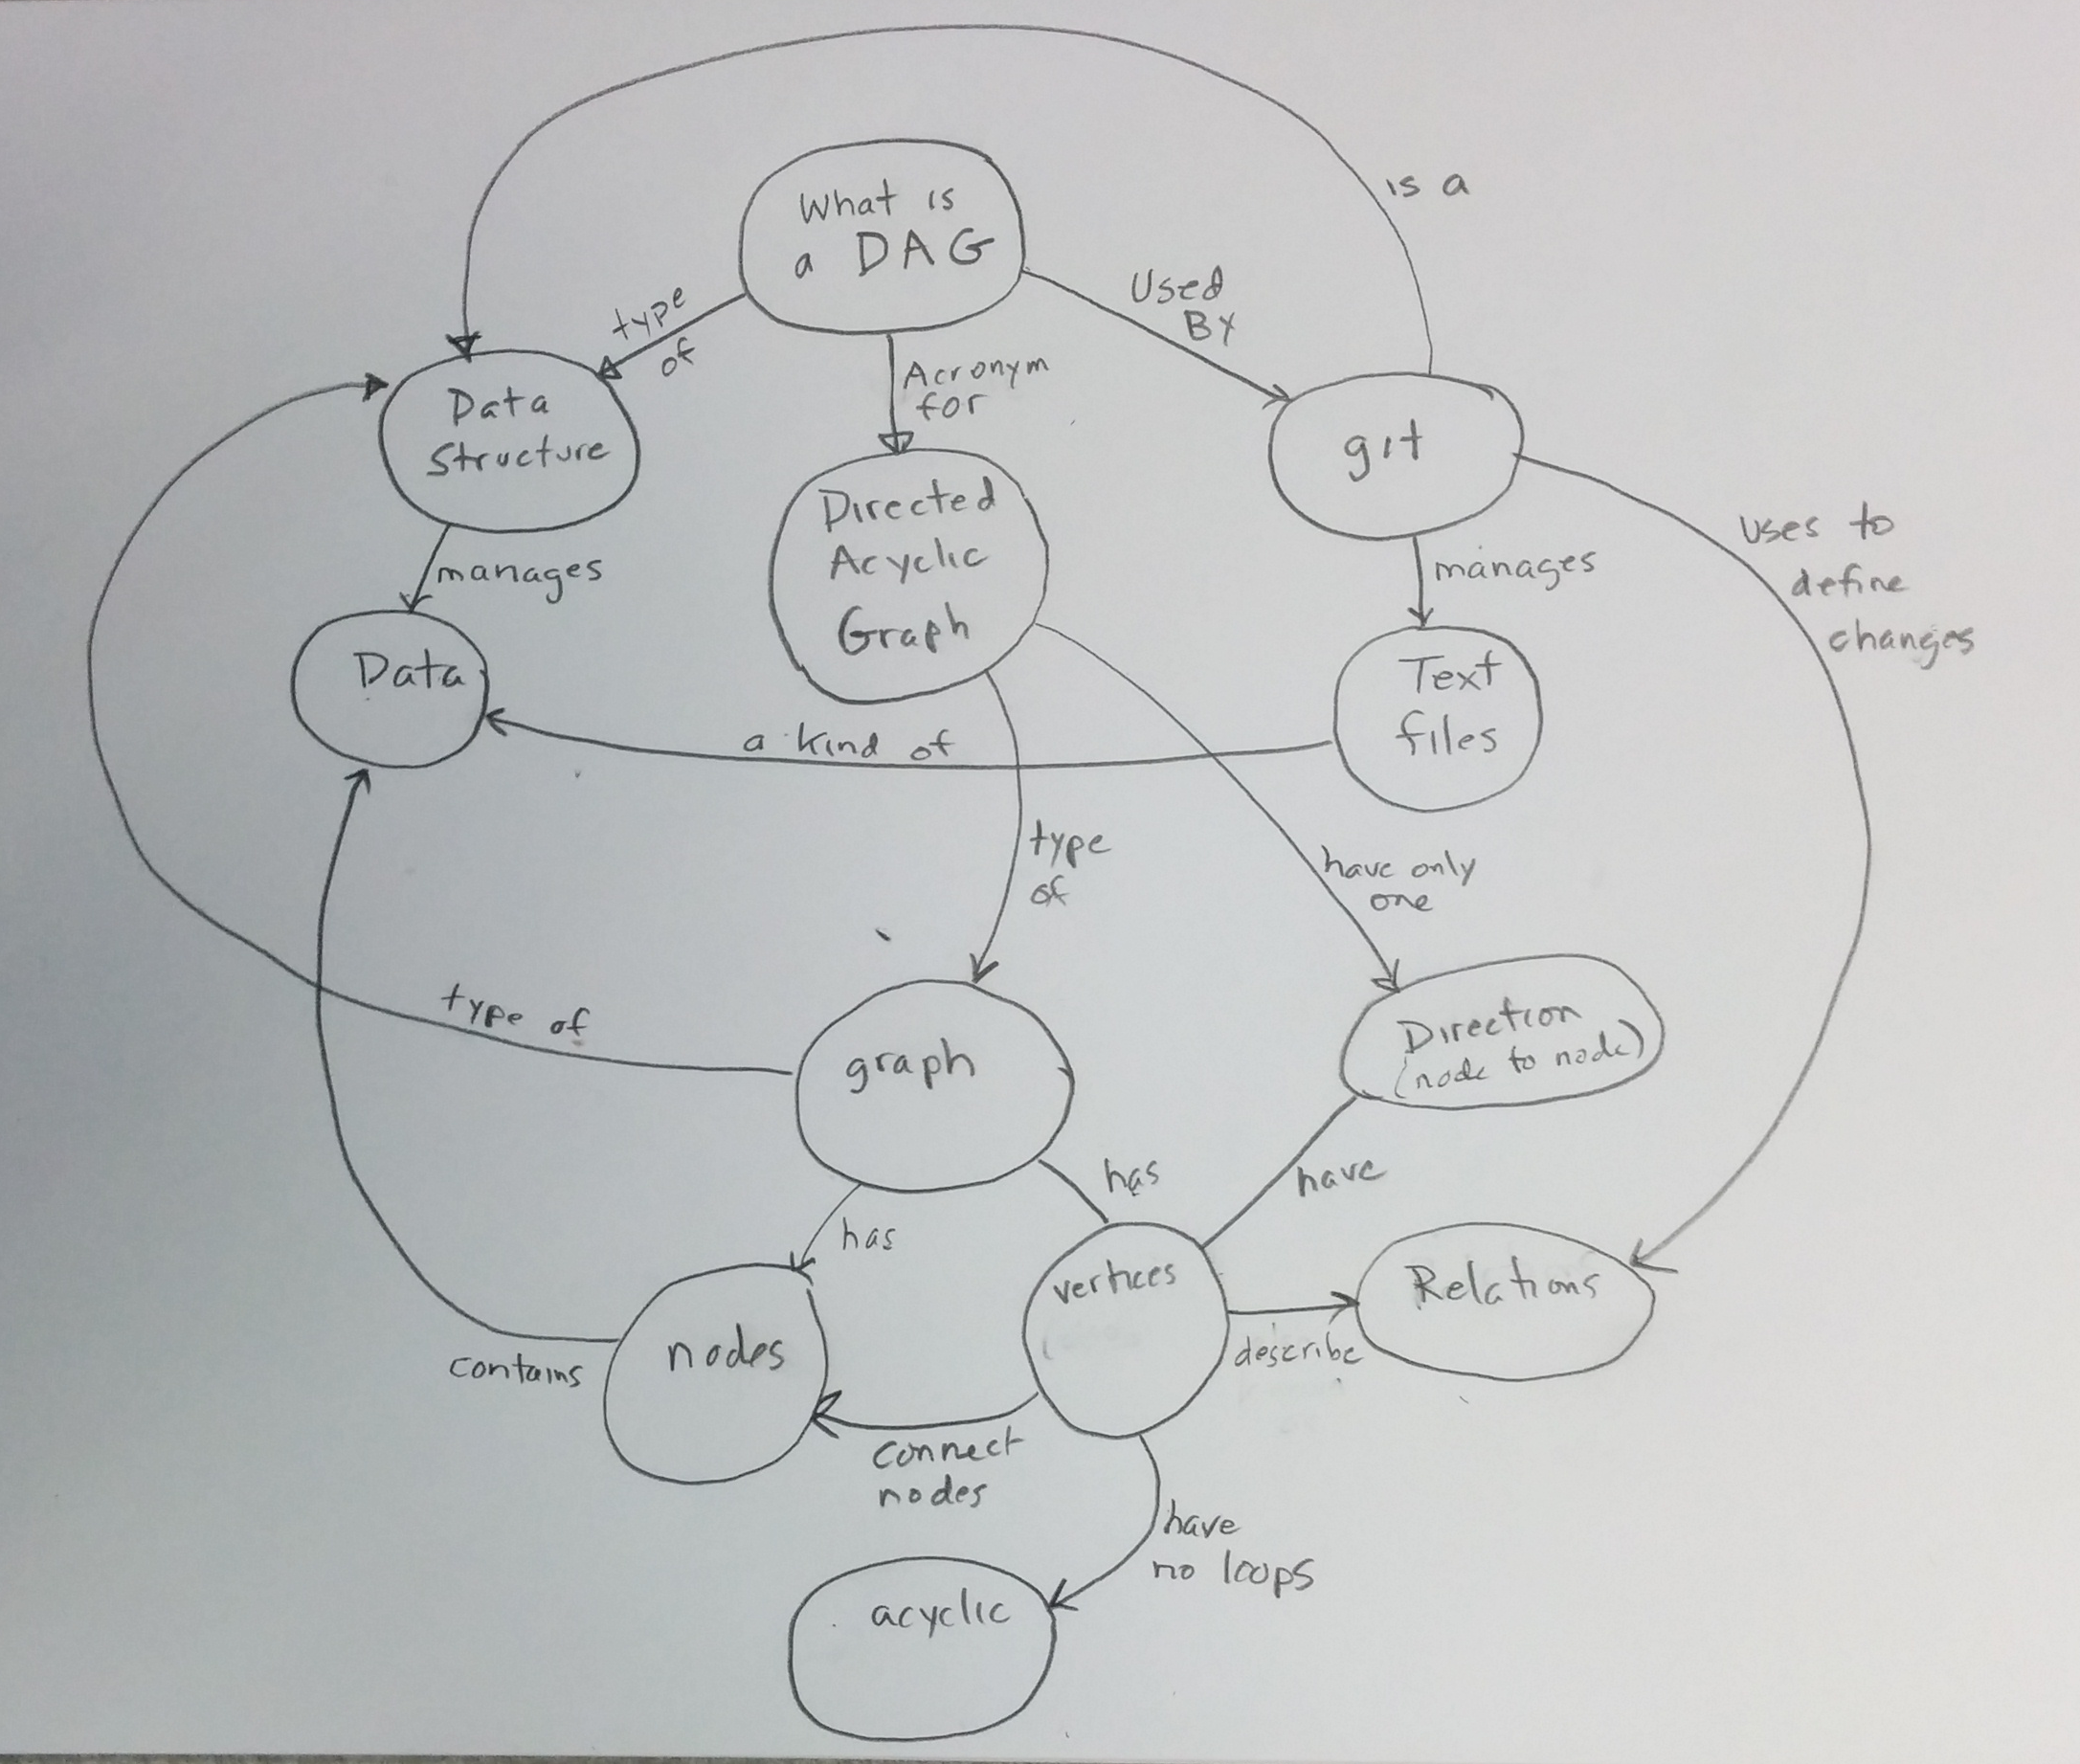 is a
What is
a DAG
type
of
Used
By
Acronym
for
Data
Structure
git
Directed
Acyclic
Graph
uses to
define
changes
manages
manages
Data
Text
files
a kind of
type
of
have only
one
type of
Direction
(node to node)
graph
has
have
has
vertices
Relations
nodes
describe
contains
connect
nodes
have
no loops
acyclic